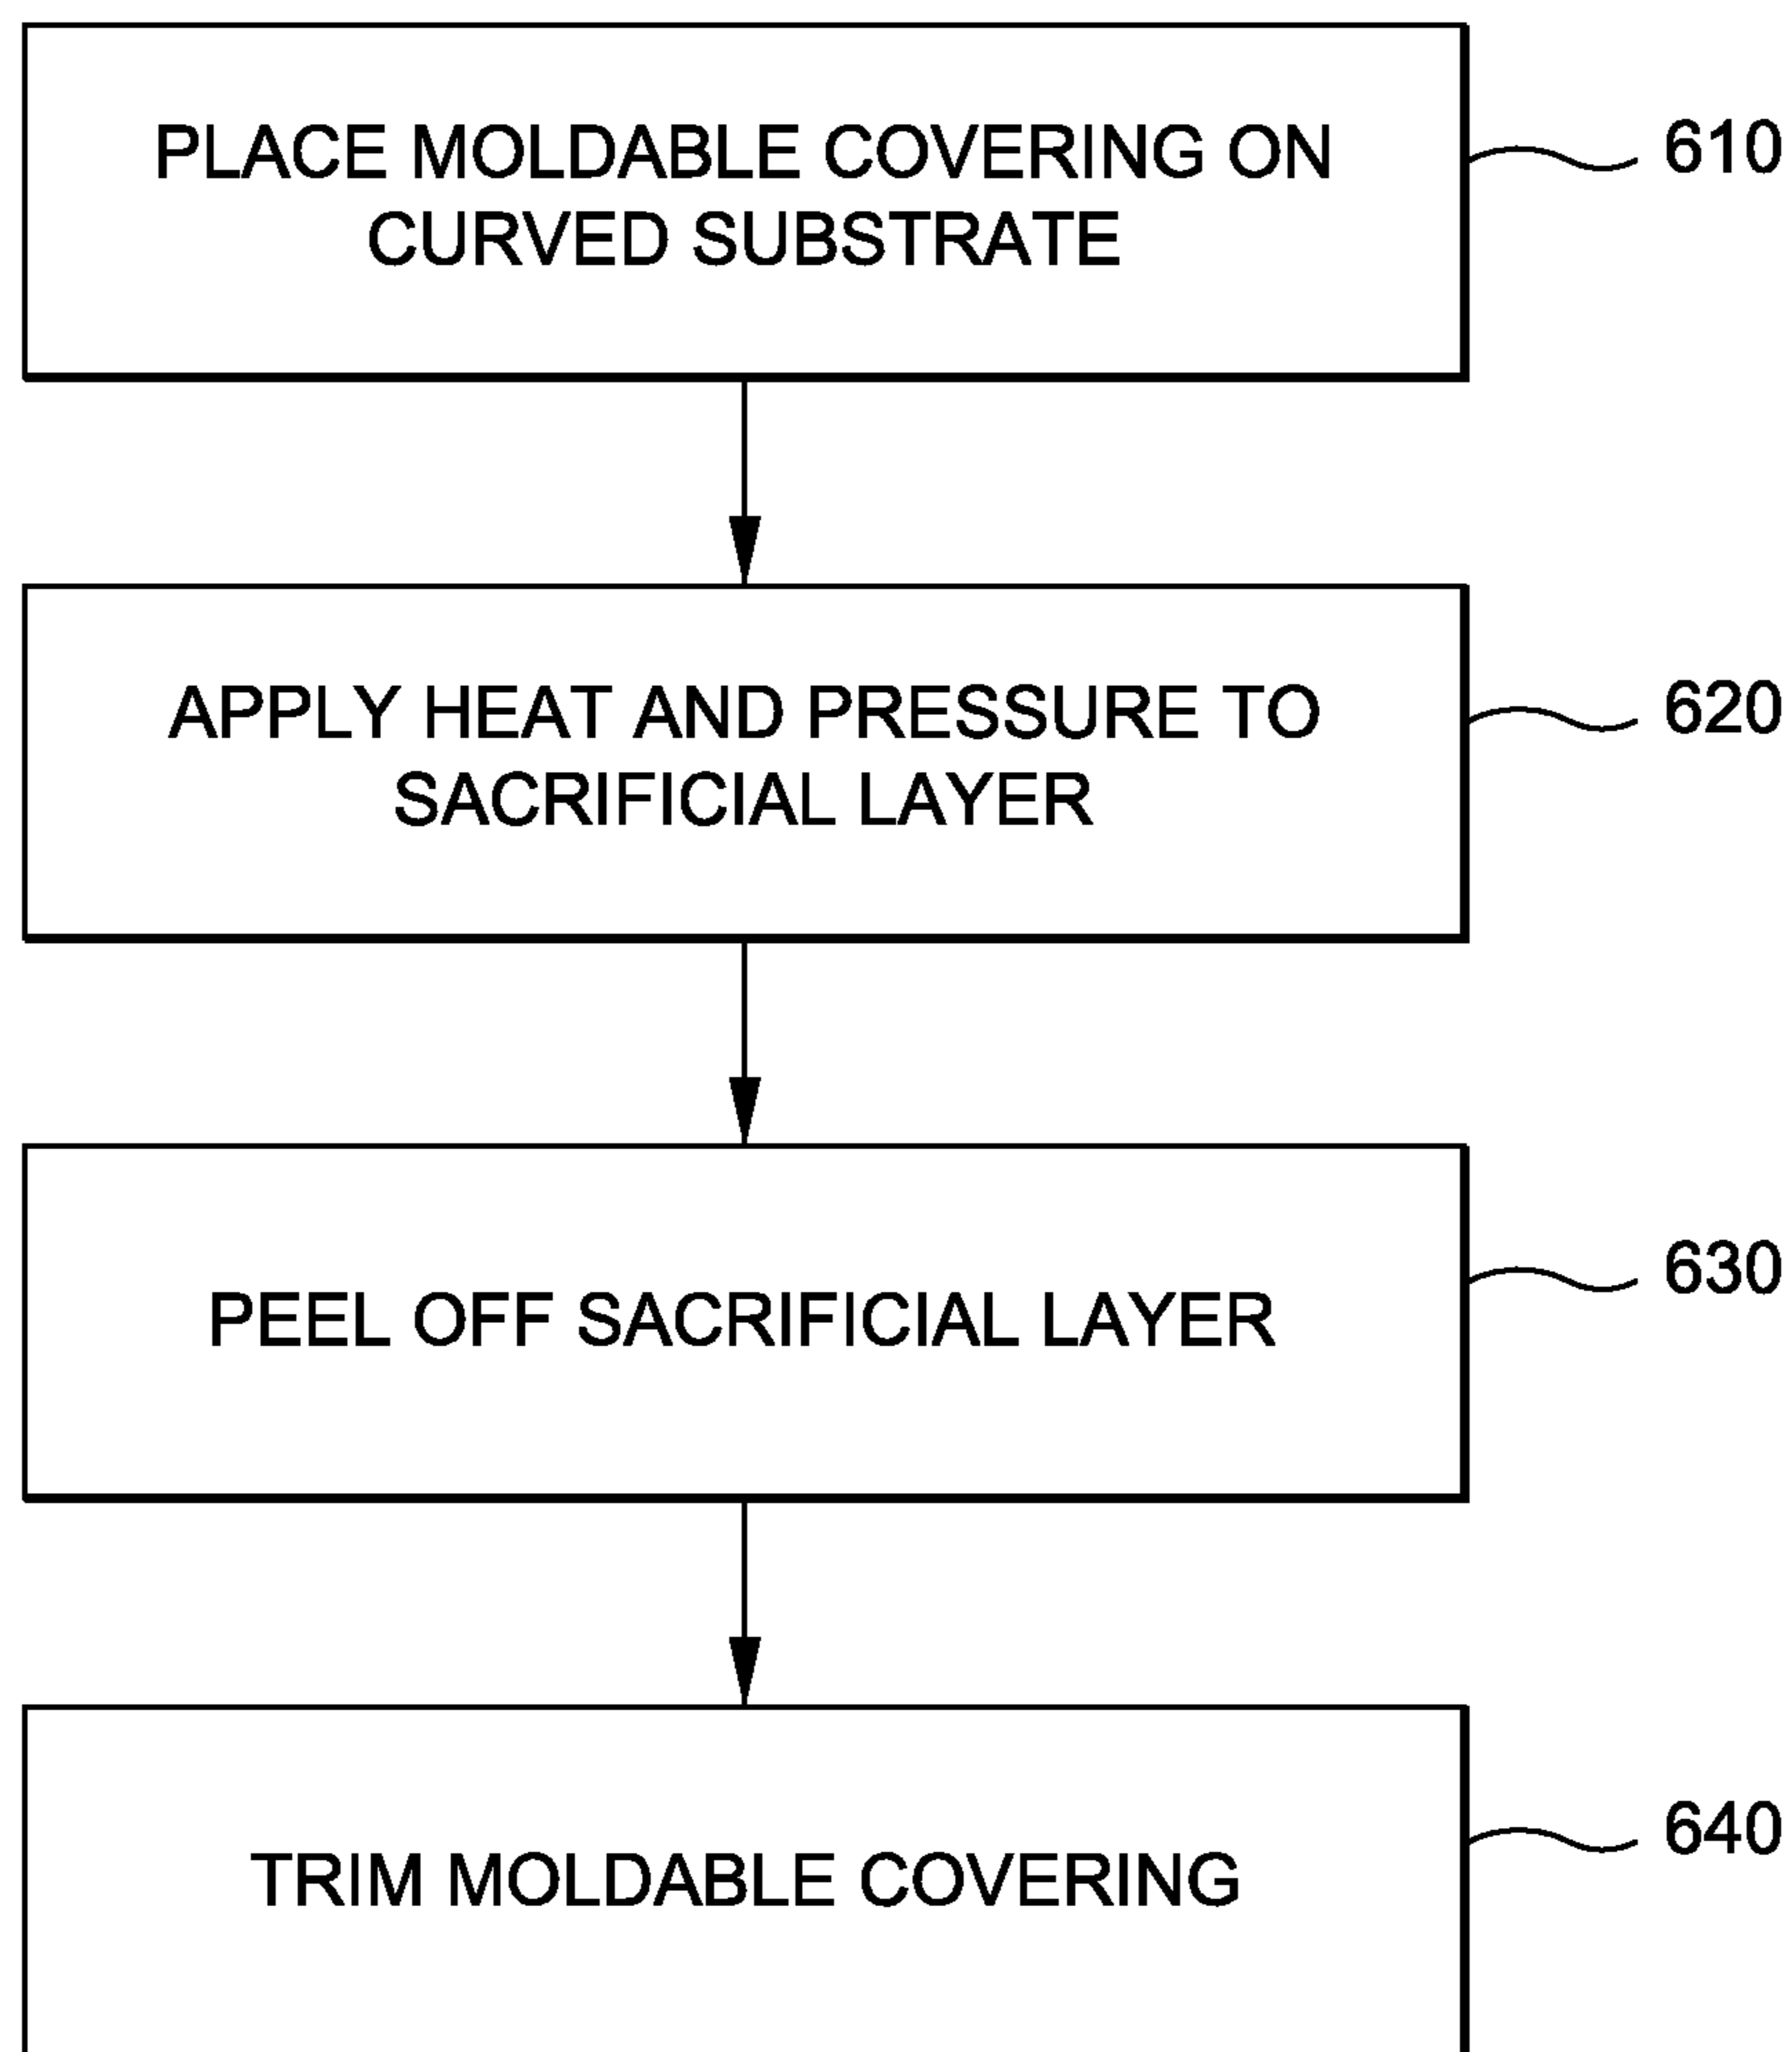 PLACE MOLDABLE COVERING ON
CURVED SUBSTRATE
610
APPLY HEAT AND PRESSURE TO
SACRIFICIAL LAYER
620
PEEL OFF SACRIFICIAL LAYER
630
TRIM MOLDABLE COVERING
640